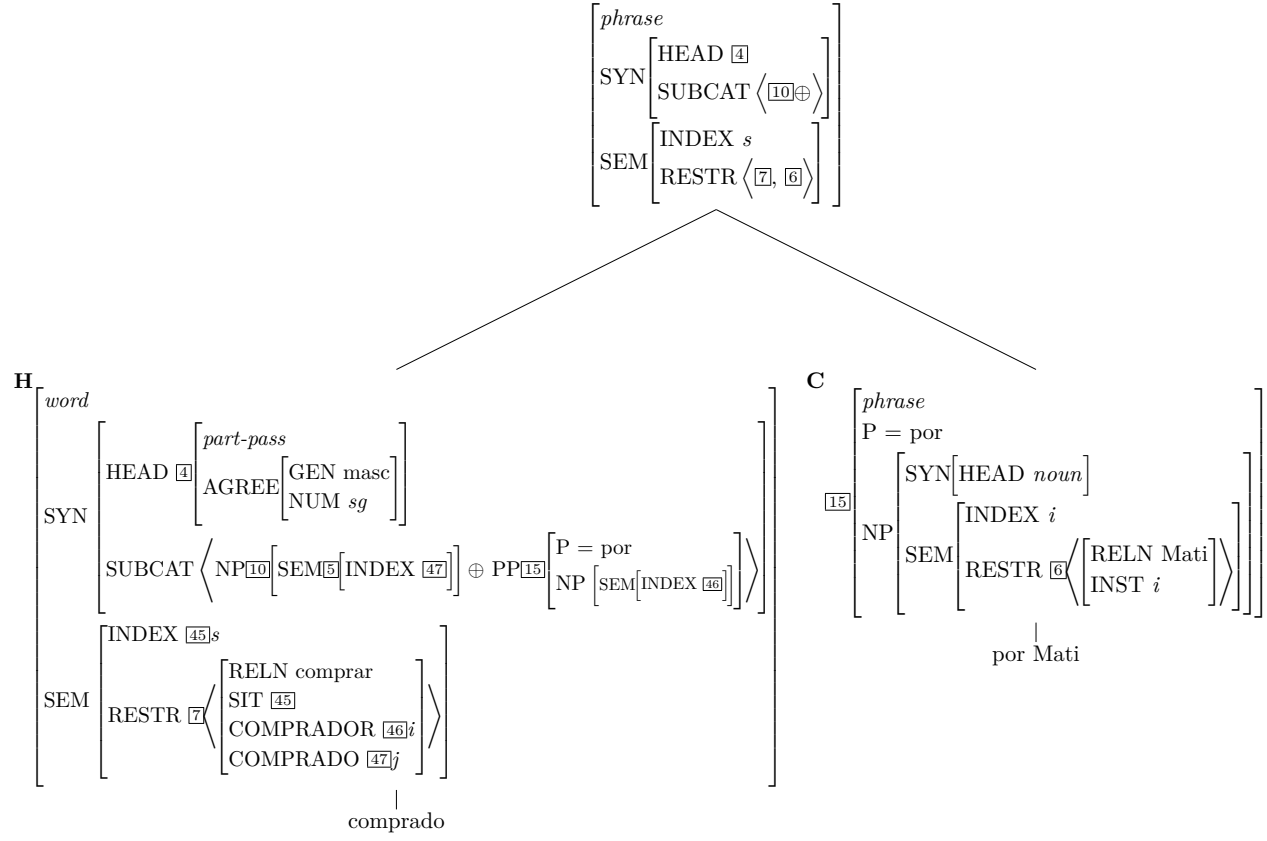 phrase
HEAD 4
SYN
SUBCAT ⟨10⊕⟩
INDEX s
SEM
RESTR ⟨7, 6⟩
H
word
part-pass
HEAD 4
GEN masc
AGREE
NUM sg
SYN
SUBCAT ⟨NP10[SEM5[INDEX 47]] ⊕ PP15
P = por
NP [SEM[INDEX 46]]⟩
INDEX 45s
RELN comprar
SIT 45
SEM
RESTR 7
COMPRADOR 46i
COMPRADO 47j
comprado
C
phrase
P = por
SYN[HEAD noun]
15
INDEX i
NP
SEM
RELN Mati
RESTR 6
INST i
por Mati